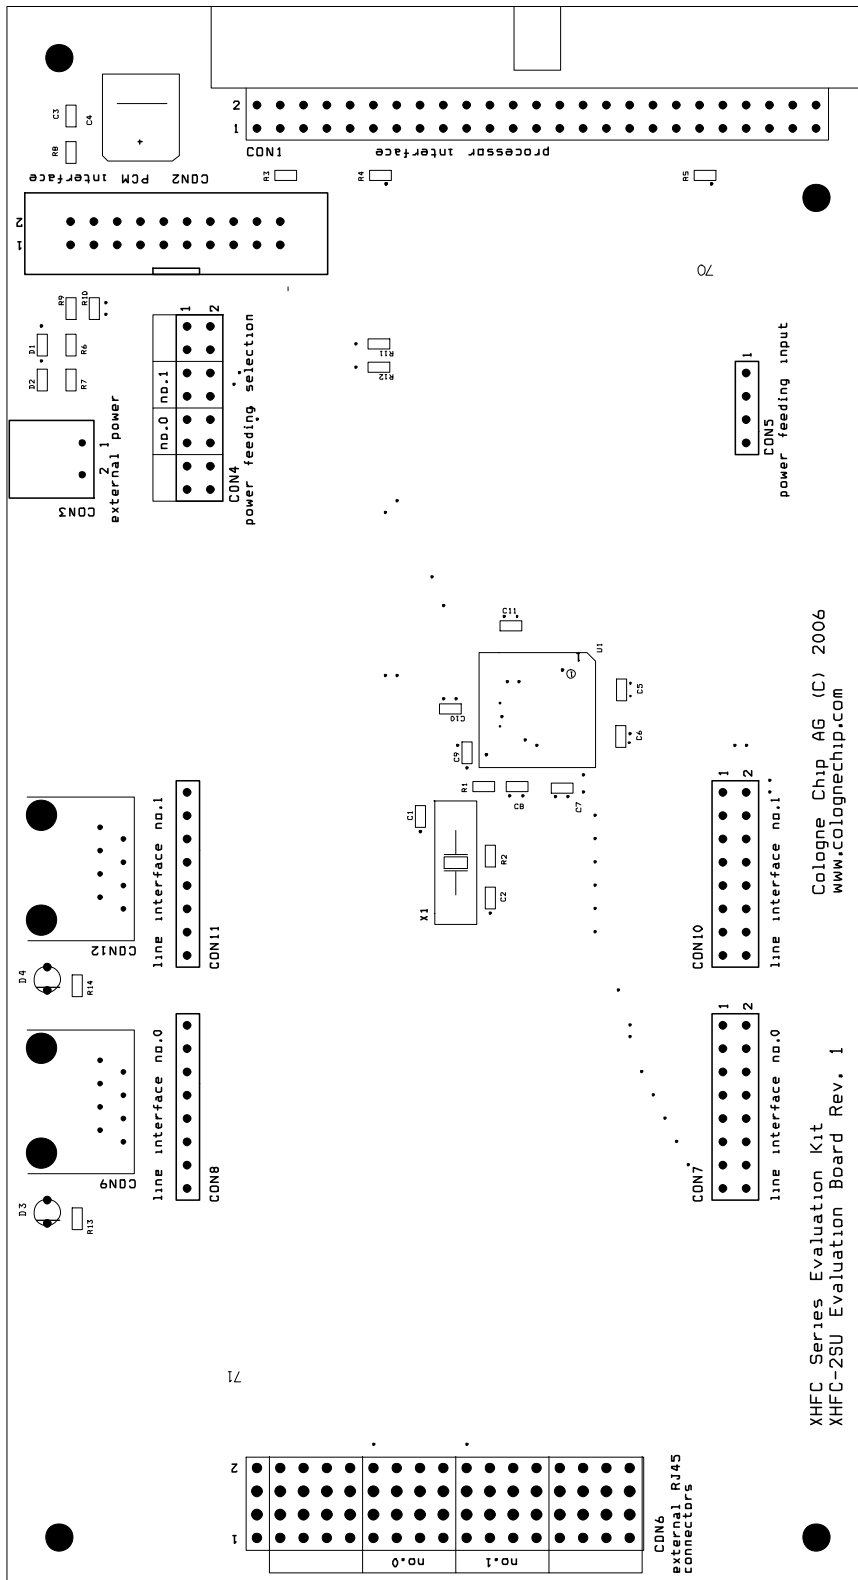 C3
C4
R8
+
2
1
CON1
processor interface
CON2 PCM interface
R3
R4
R5
2
1
70
R9
R10
D1
R6
D2
R7
1
2
no.1
no.0
CON4
power feeding selection
R11
R12
1
CON5
power feeding input
1
2
external power
CON3
C11
U1
1
1
C5
C6
C10
C9
R1
C8
C7
C1
R2
C2
X1
CON12
line interface no.1
CON11
D4
R14
1
2
CON10
line interface no.1
Cologne Chip AG (C) 2006
www.colognechip.com
CON9
line interface no.0
CON8
D3
R13
1
2
CON7
line interface no.0
XHFC Series Evaluation Kit
XHFC-2SU Evaluation Board Rev. 1
71
2
1
no.0
no.1
CON6
external RJ45
connectors